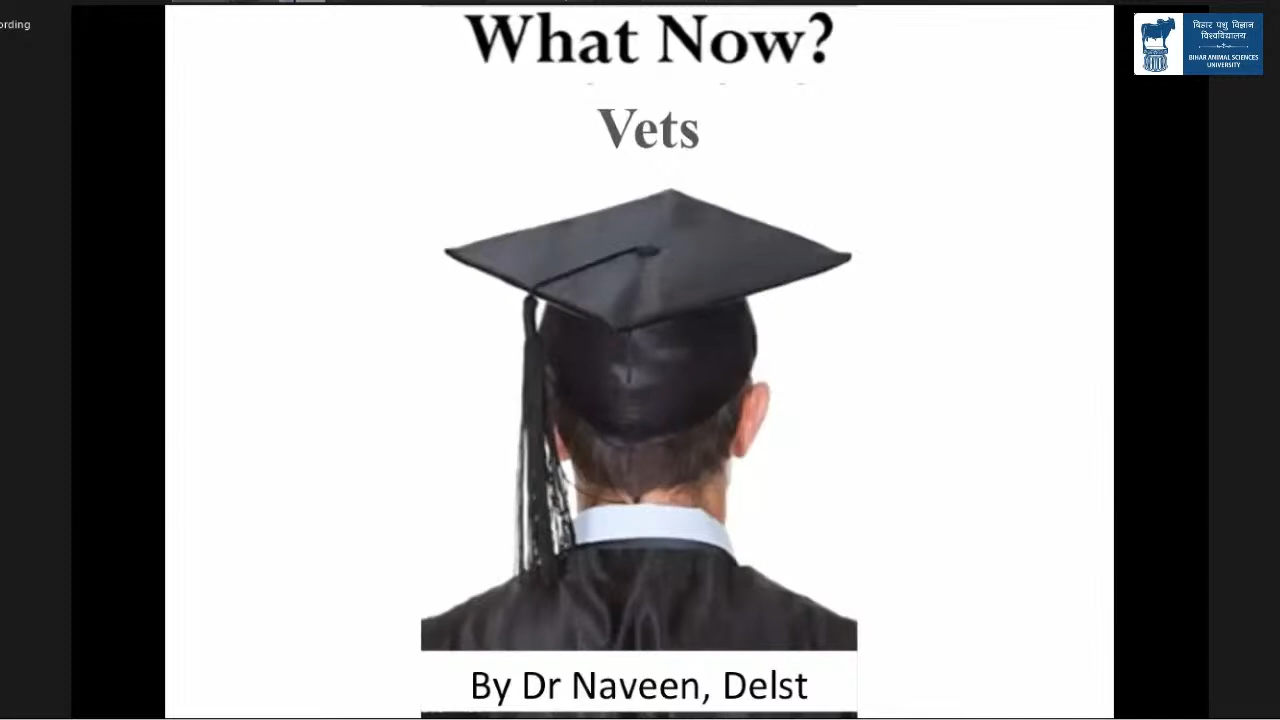 ording
What Now?
Vets
By Dr Naveen, Delst
बिहार पशु विज्ञान
विश्वविद्यालय
BIHAR ANIMAL SCIENCES
UNIVERSITY